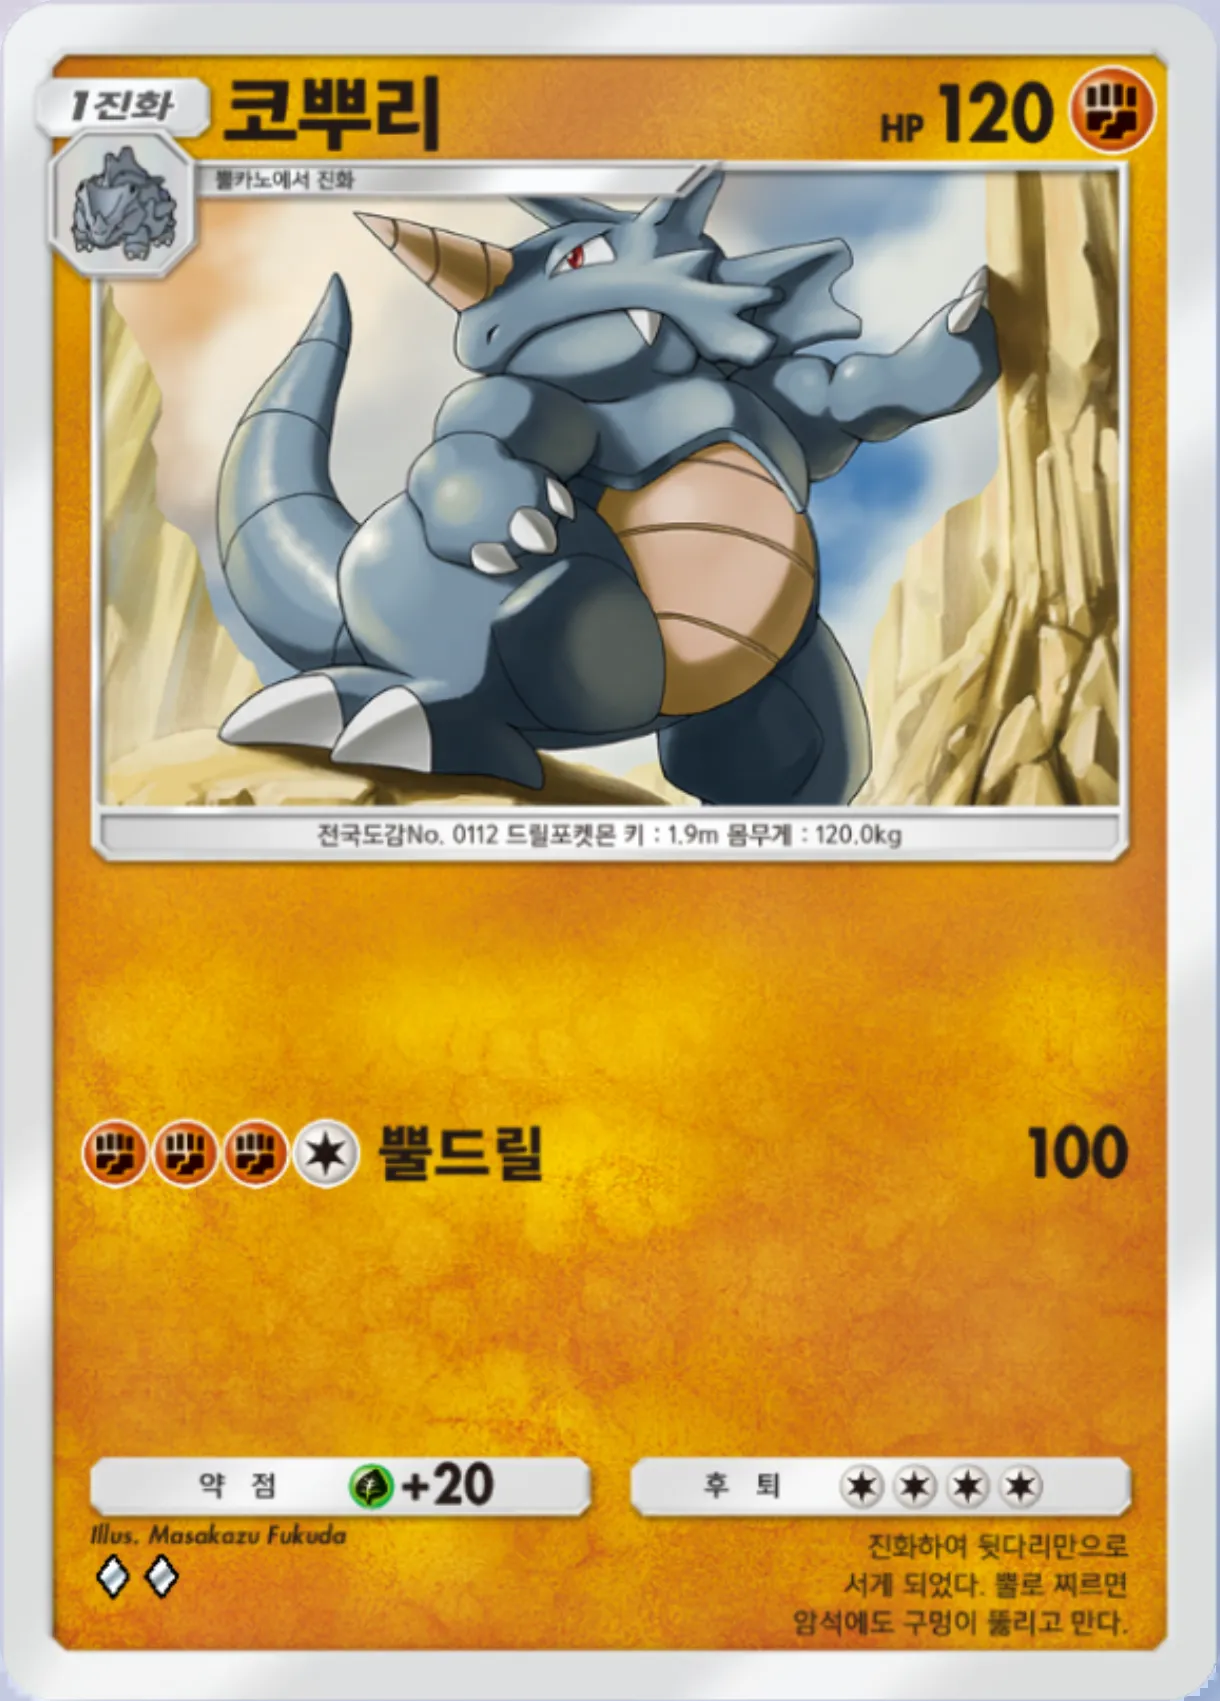 1진화 코뿌리 HP 120
뿔카노에서 진화
전국도감No. 0112 드릴포켓몬 키 : 1.9m 몸무게 : 120.0kg
뿔드릴 100
약 점 +20 후 퇴
Illus. Masakazu Fukuda
진화하여 뒷다리만으로
서게 되었다. 뿔로 찌르면
암석에도 구멍이 뚫리고 만다.